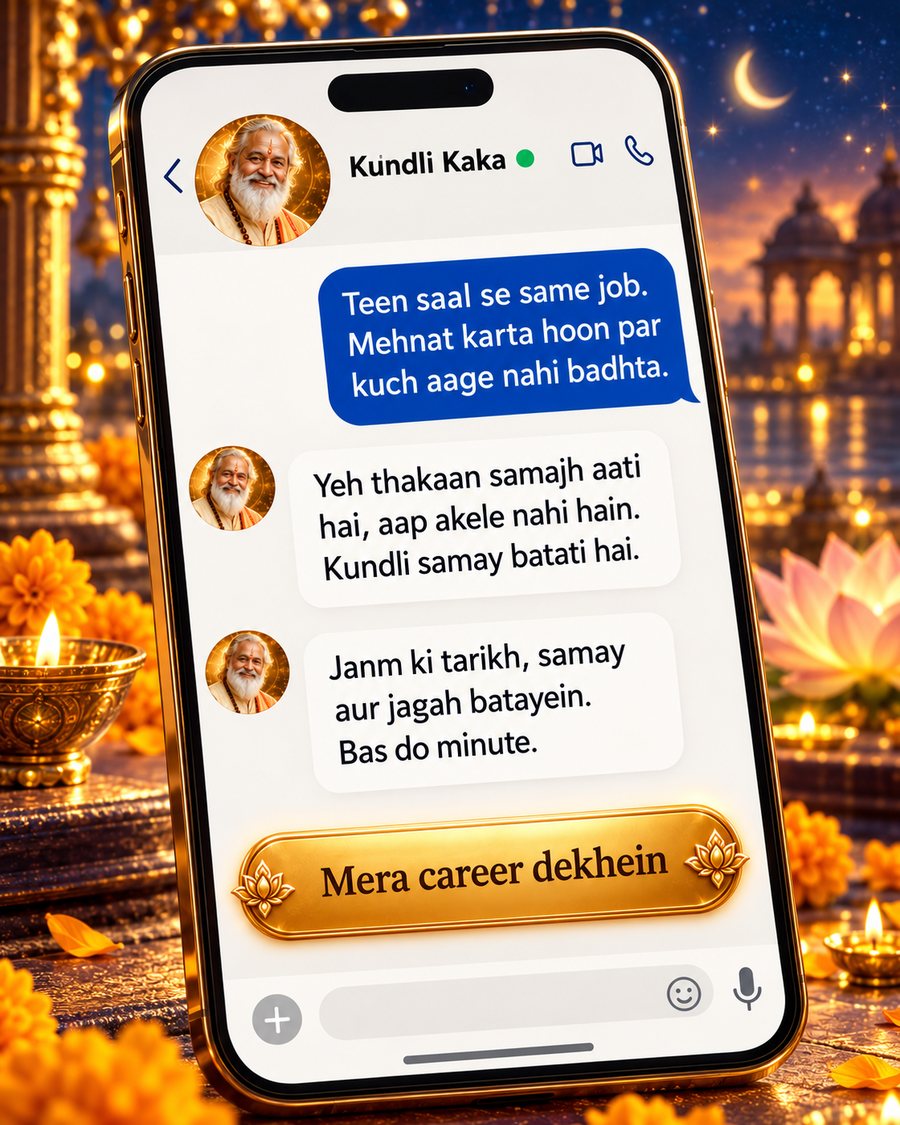 Kundli Kaka
Teen saal se same job.
Mehnat karta hoon par
kuch aage nahi badhta.
Yeh thakaan samajh aati
hai, aap akele nahi hain.
Kundli samay batati hai.
Janm ki tarikh, samay
aur jagah batayein.
Bas do minute.
Mera career dekhein